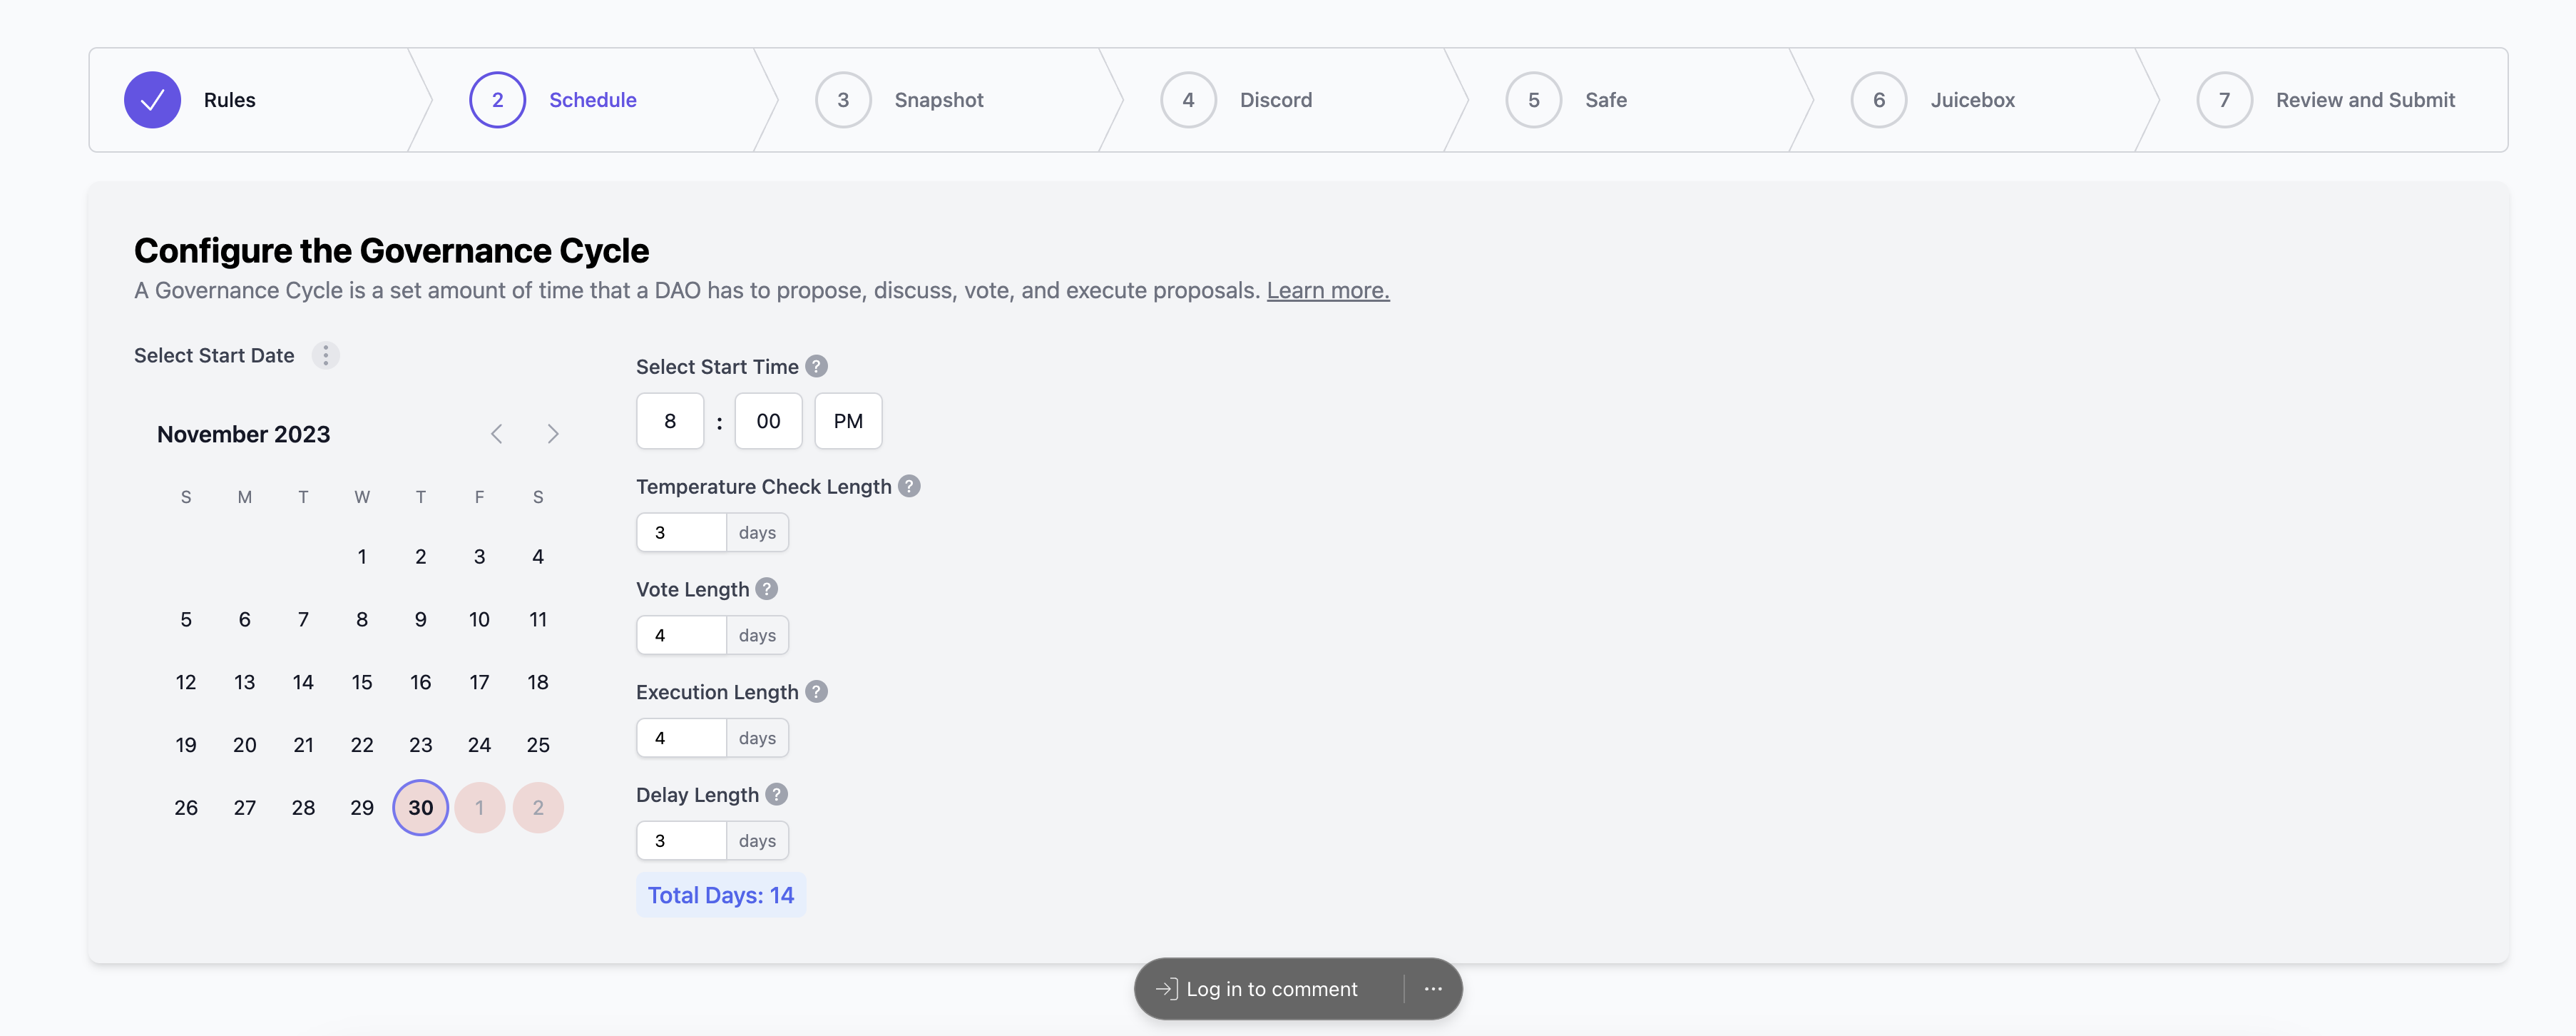 Rules
2 Schedule
3 Snapshot
4 Discord
5 Safe
6 Juicebox
7 Review and Submit
Configure the Governance Cycle
A Governance Cycle is a set amount of time that a DAO has to propose, discuss, vote, and execute proposals. Learn more.
Select Start Date
November 2023
S M T W T F S
1 2 3 4
5 6 7 8 9 10 11
12 13 14 15 16 17 18
19 20 21 22 23 24 25
26 27 28 29 30 1 2
Select Start Time ?
8 : 00 PM
Temperature Check Length ?
3 days
Vote Length ?
4 days
Execution Length ?
4 days
Delay Length ?
3 days
Total Days: 14
Log in to comment